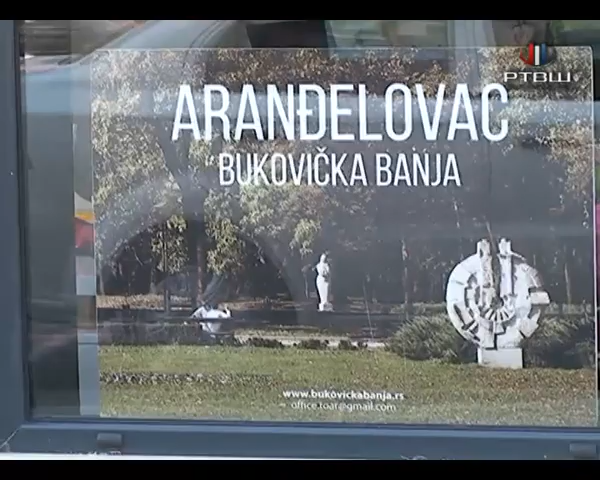 РТВШ
ARANĐELOVAC
BUKOVIČKA BANJA
www.bukovickabanja.rs
office.toar@gmail.com